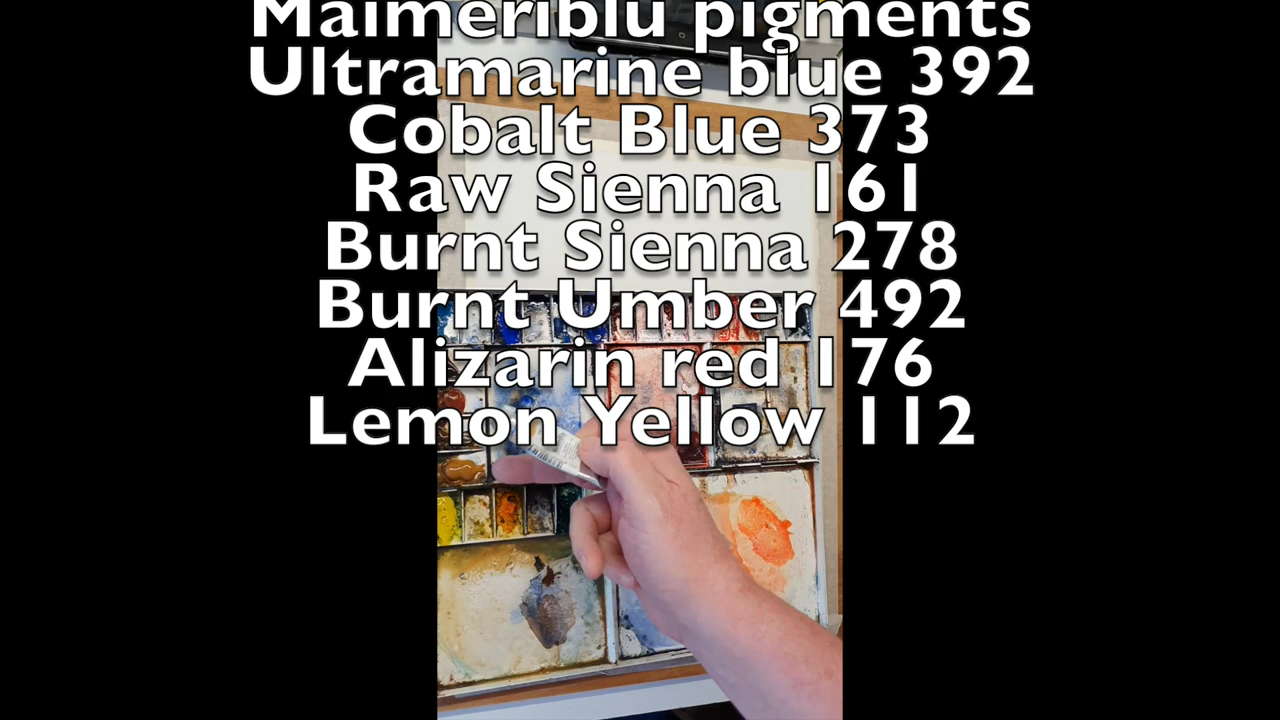 Maimeriblu pigments
Ultramarine blue 392
Cobalt Blue 373
Raw Sienna 161
Burnt Sienna 278
Burnt Umber 492
Alizarin red 176
Lemon Yellow 112